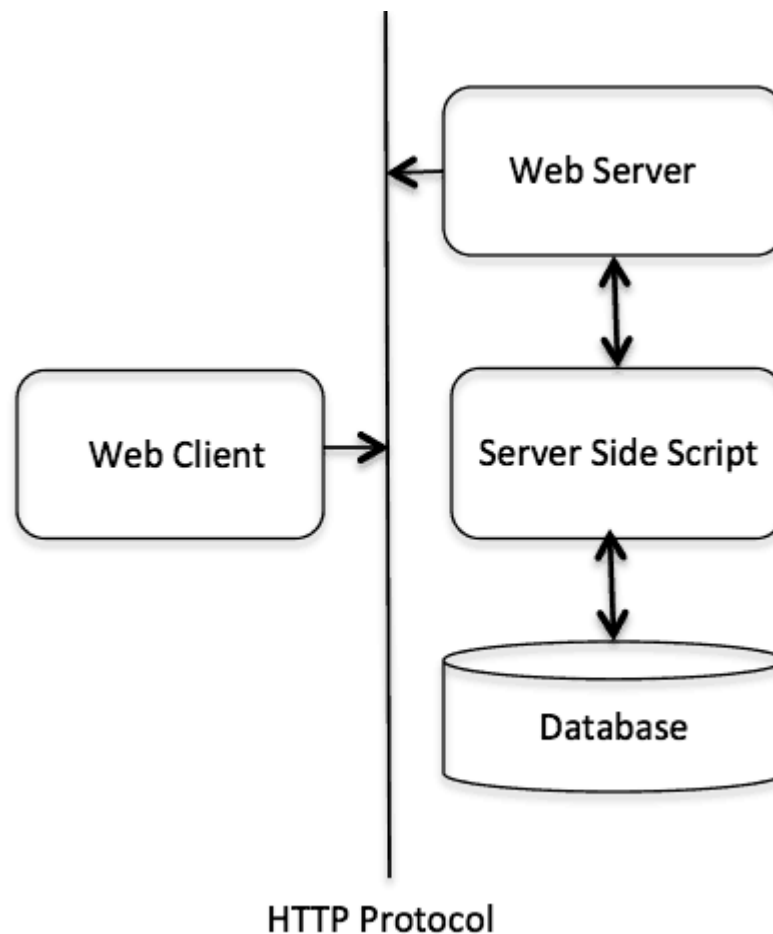 Web Server
Web Client
Server Side Script
Database
HTTP Protocol